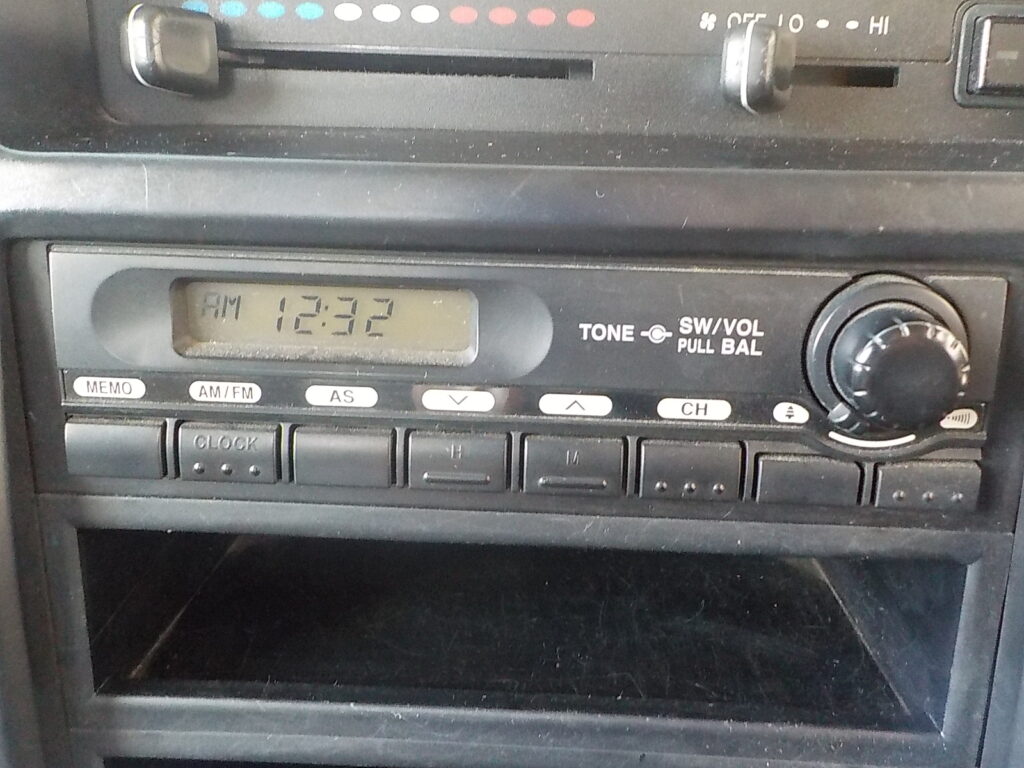 OFF LO HI
AM 12:32
TONE SW/VOL
PULL BAL
MEMO AM/FM AS CH
CLOCK H M